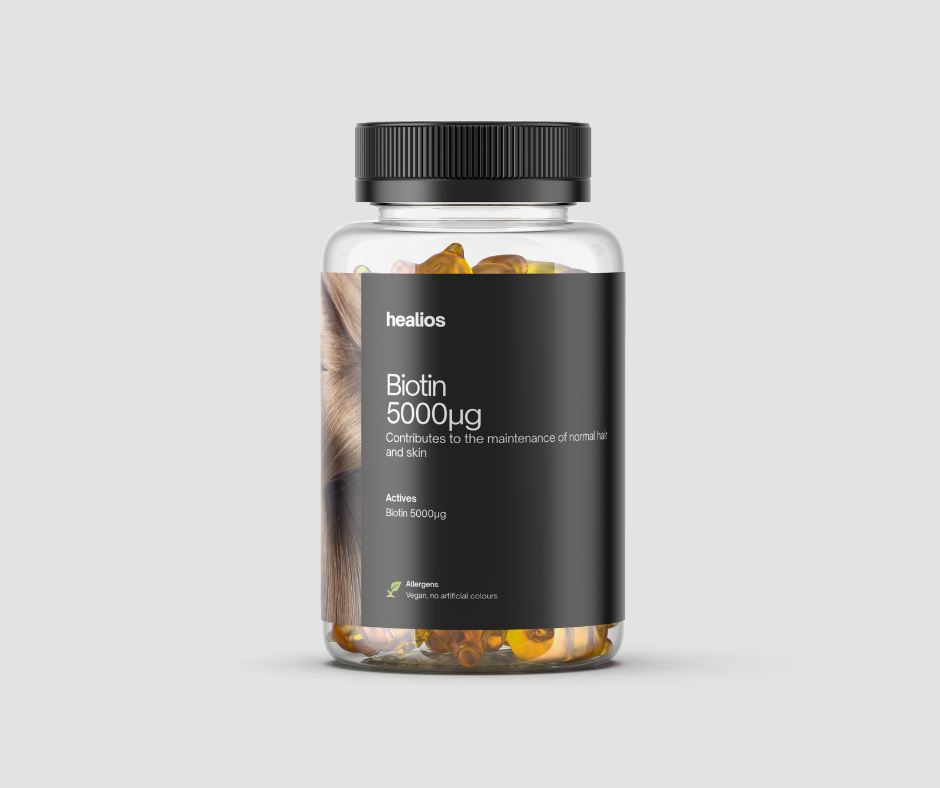 healios
Biotin
5000µg
Contributes to the maintenance of normal hair
and skin
Actives
Biotin 5000µg
Allergens
Vegan, no artificial colours